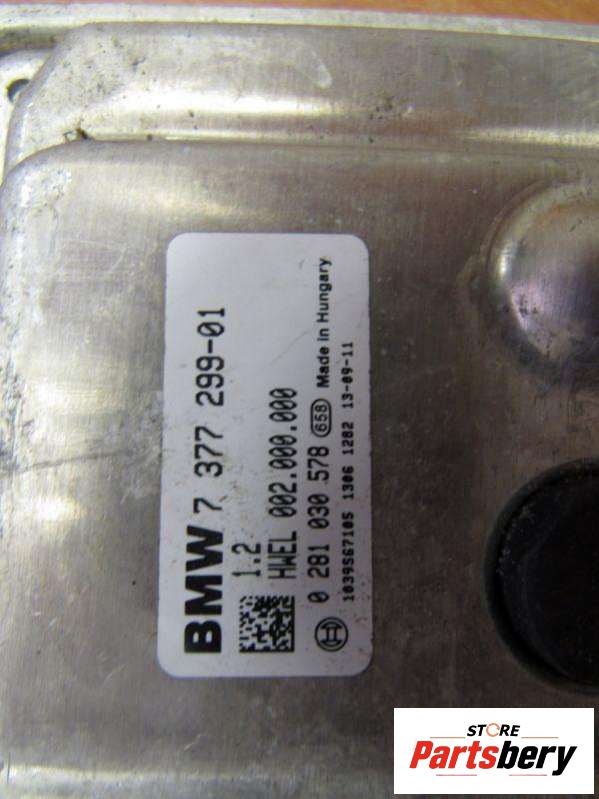 BMW 7 377 299-01
1.2
HWEL 002.000.000
0 281 030 578 658 Made in Hungary
1039S67105 1306 1282 13-09-11
STORE
Partsbery